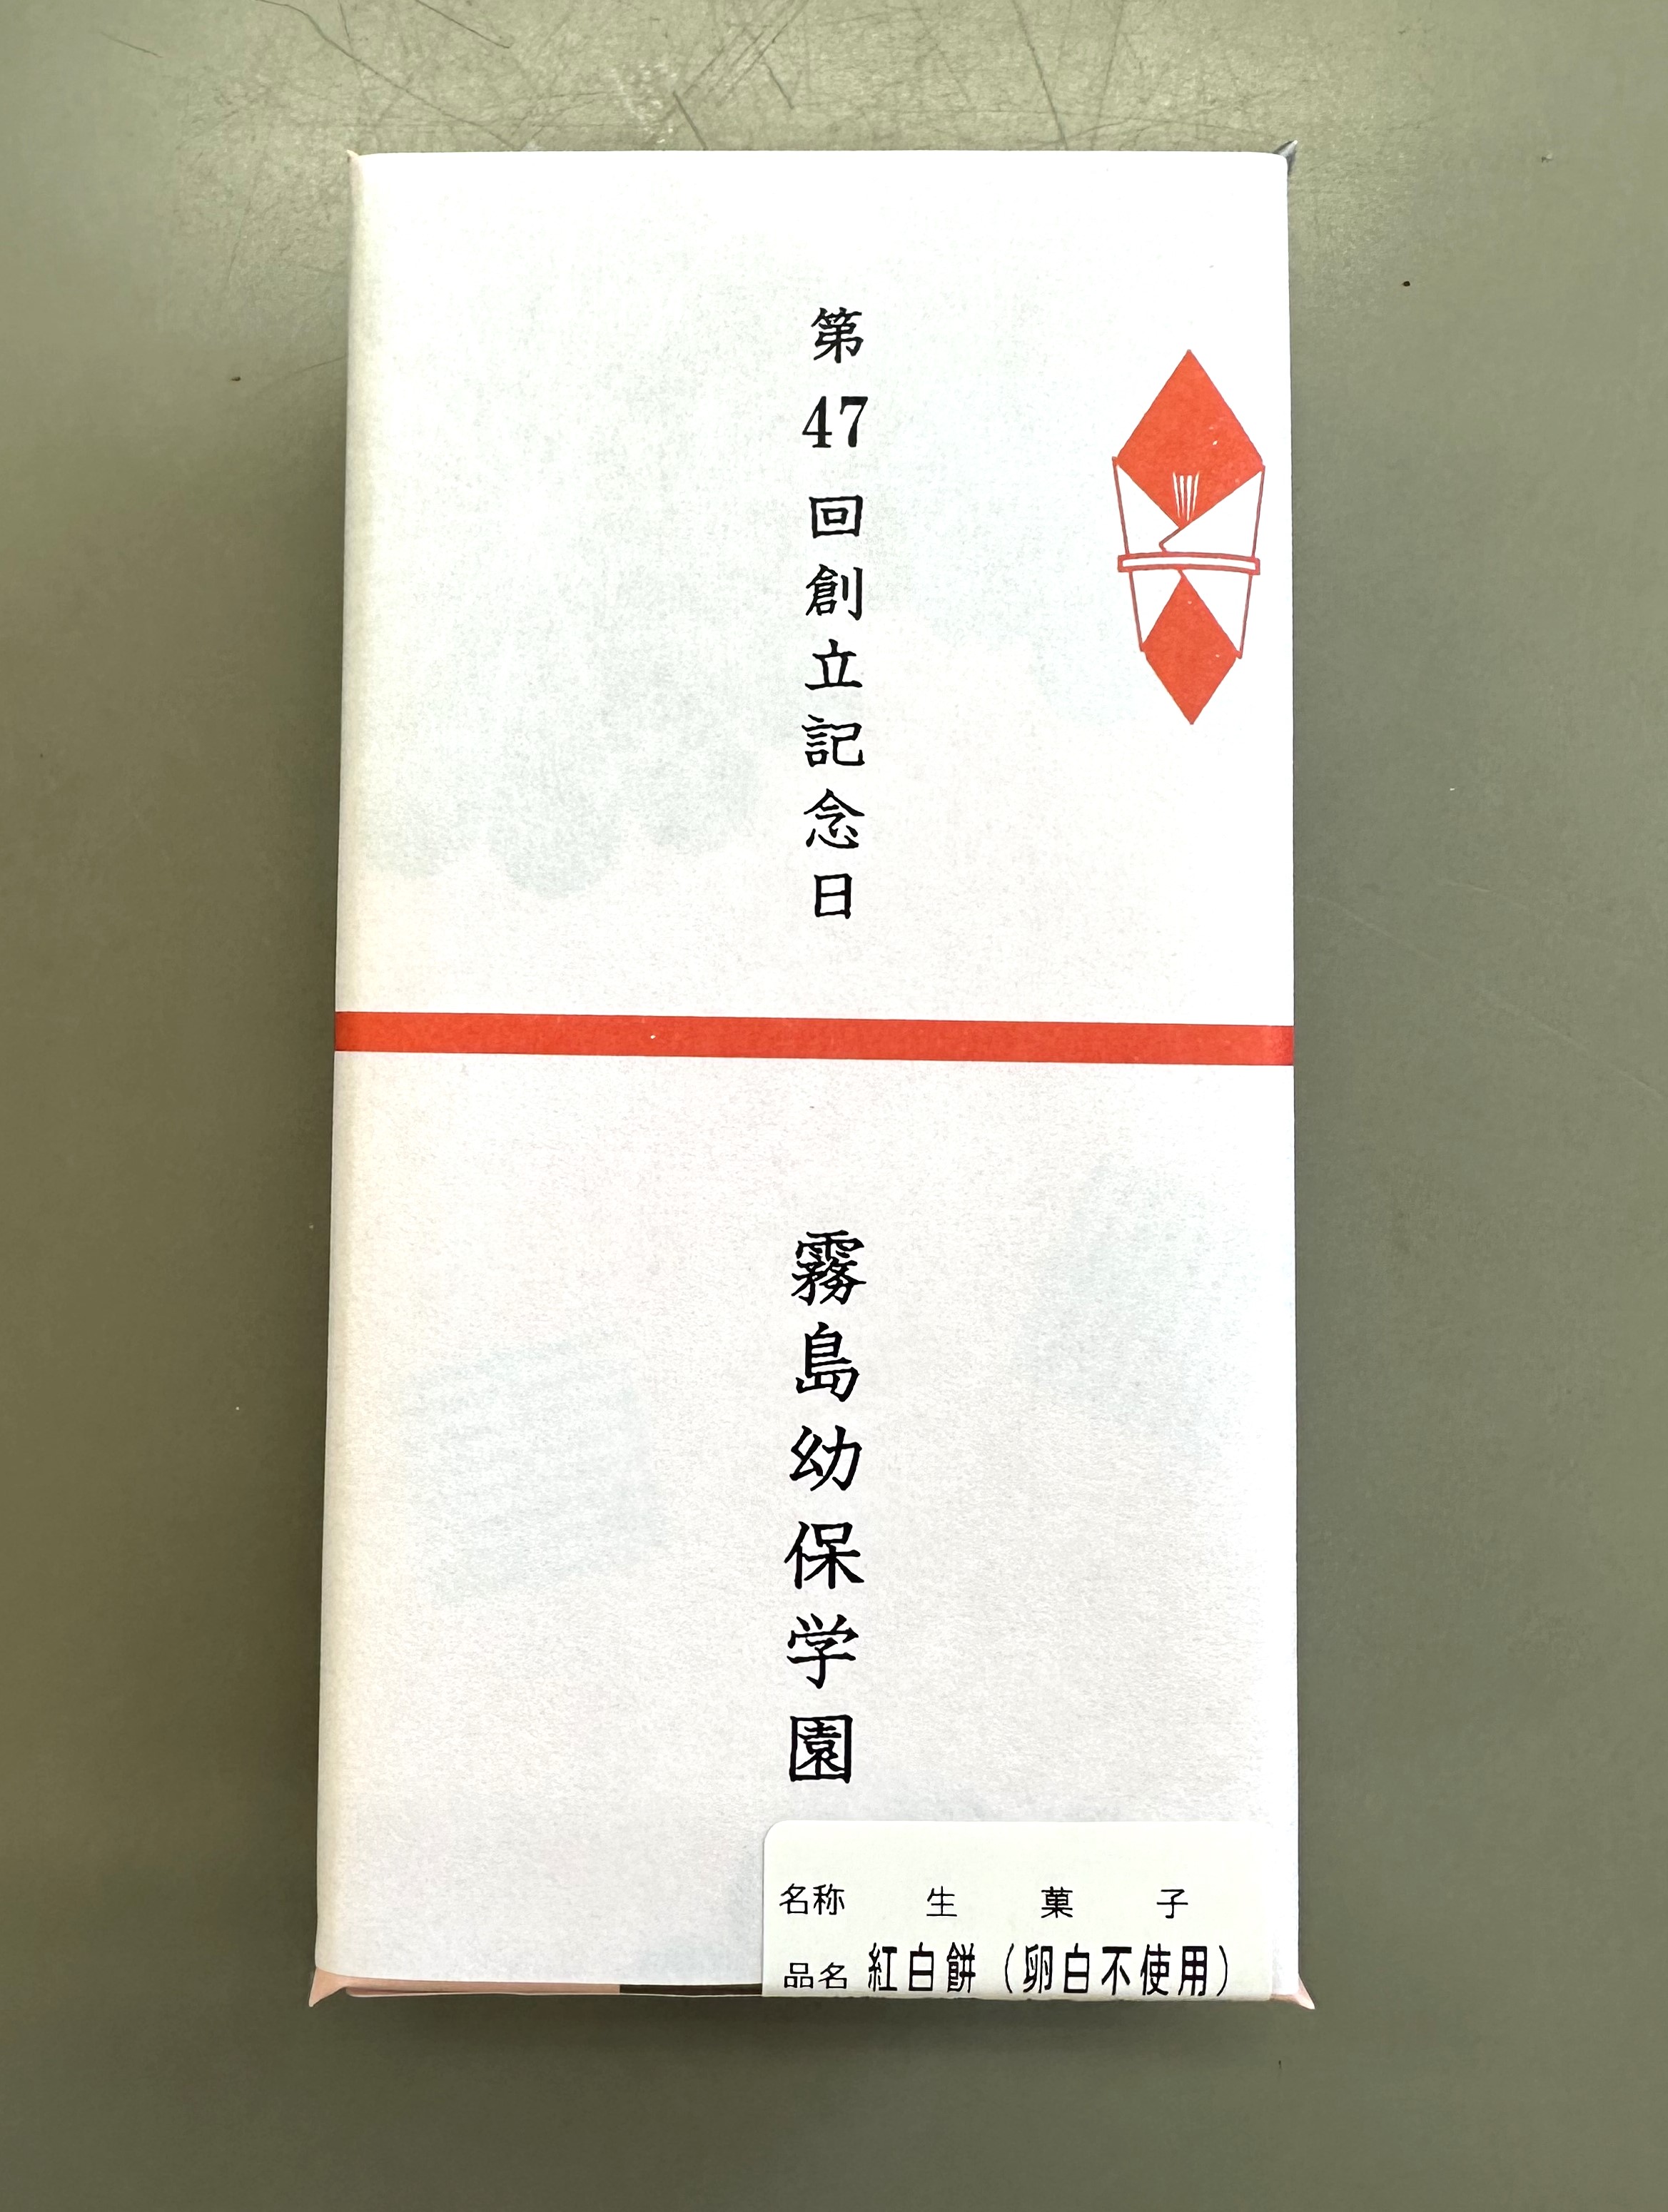 第47回創立記念日
霧島幼保学園
名称 生菓子
品名 紅白餅（卵白不使用）